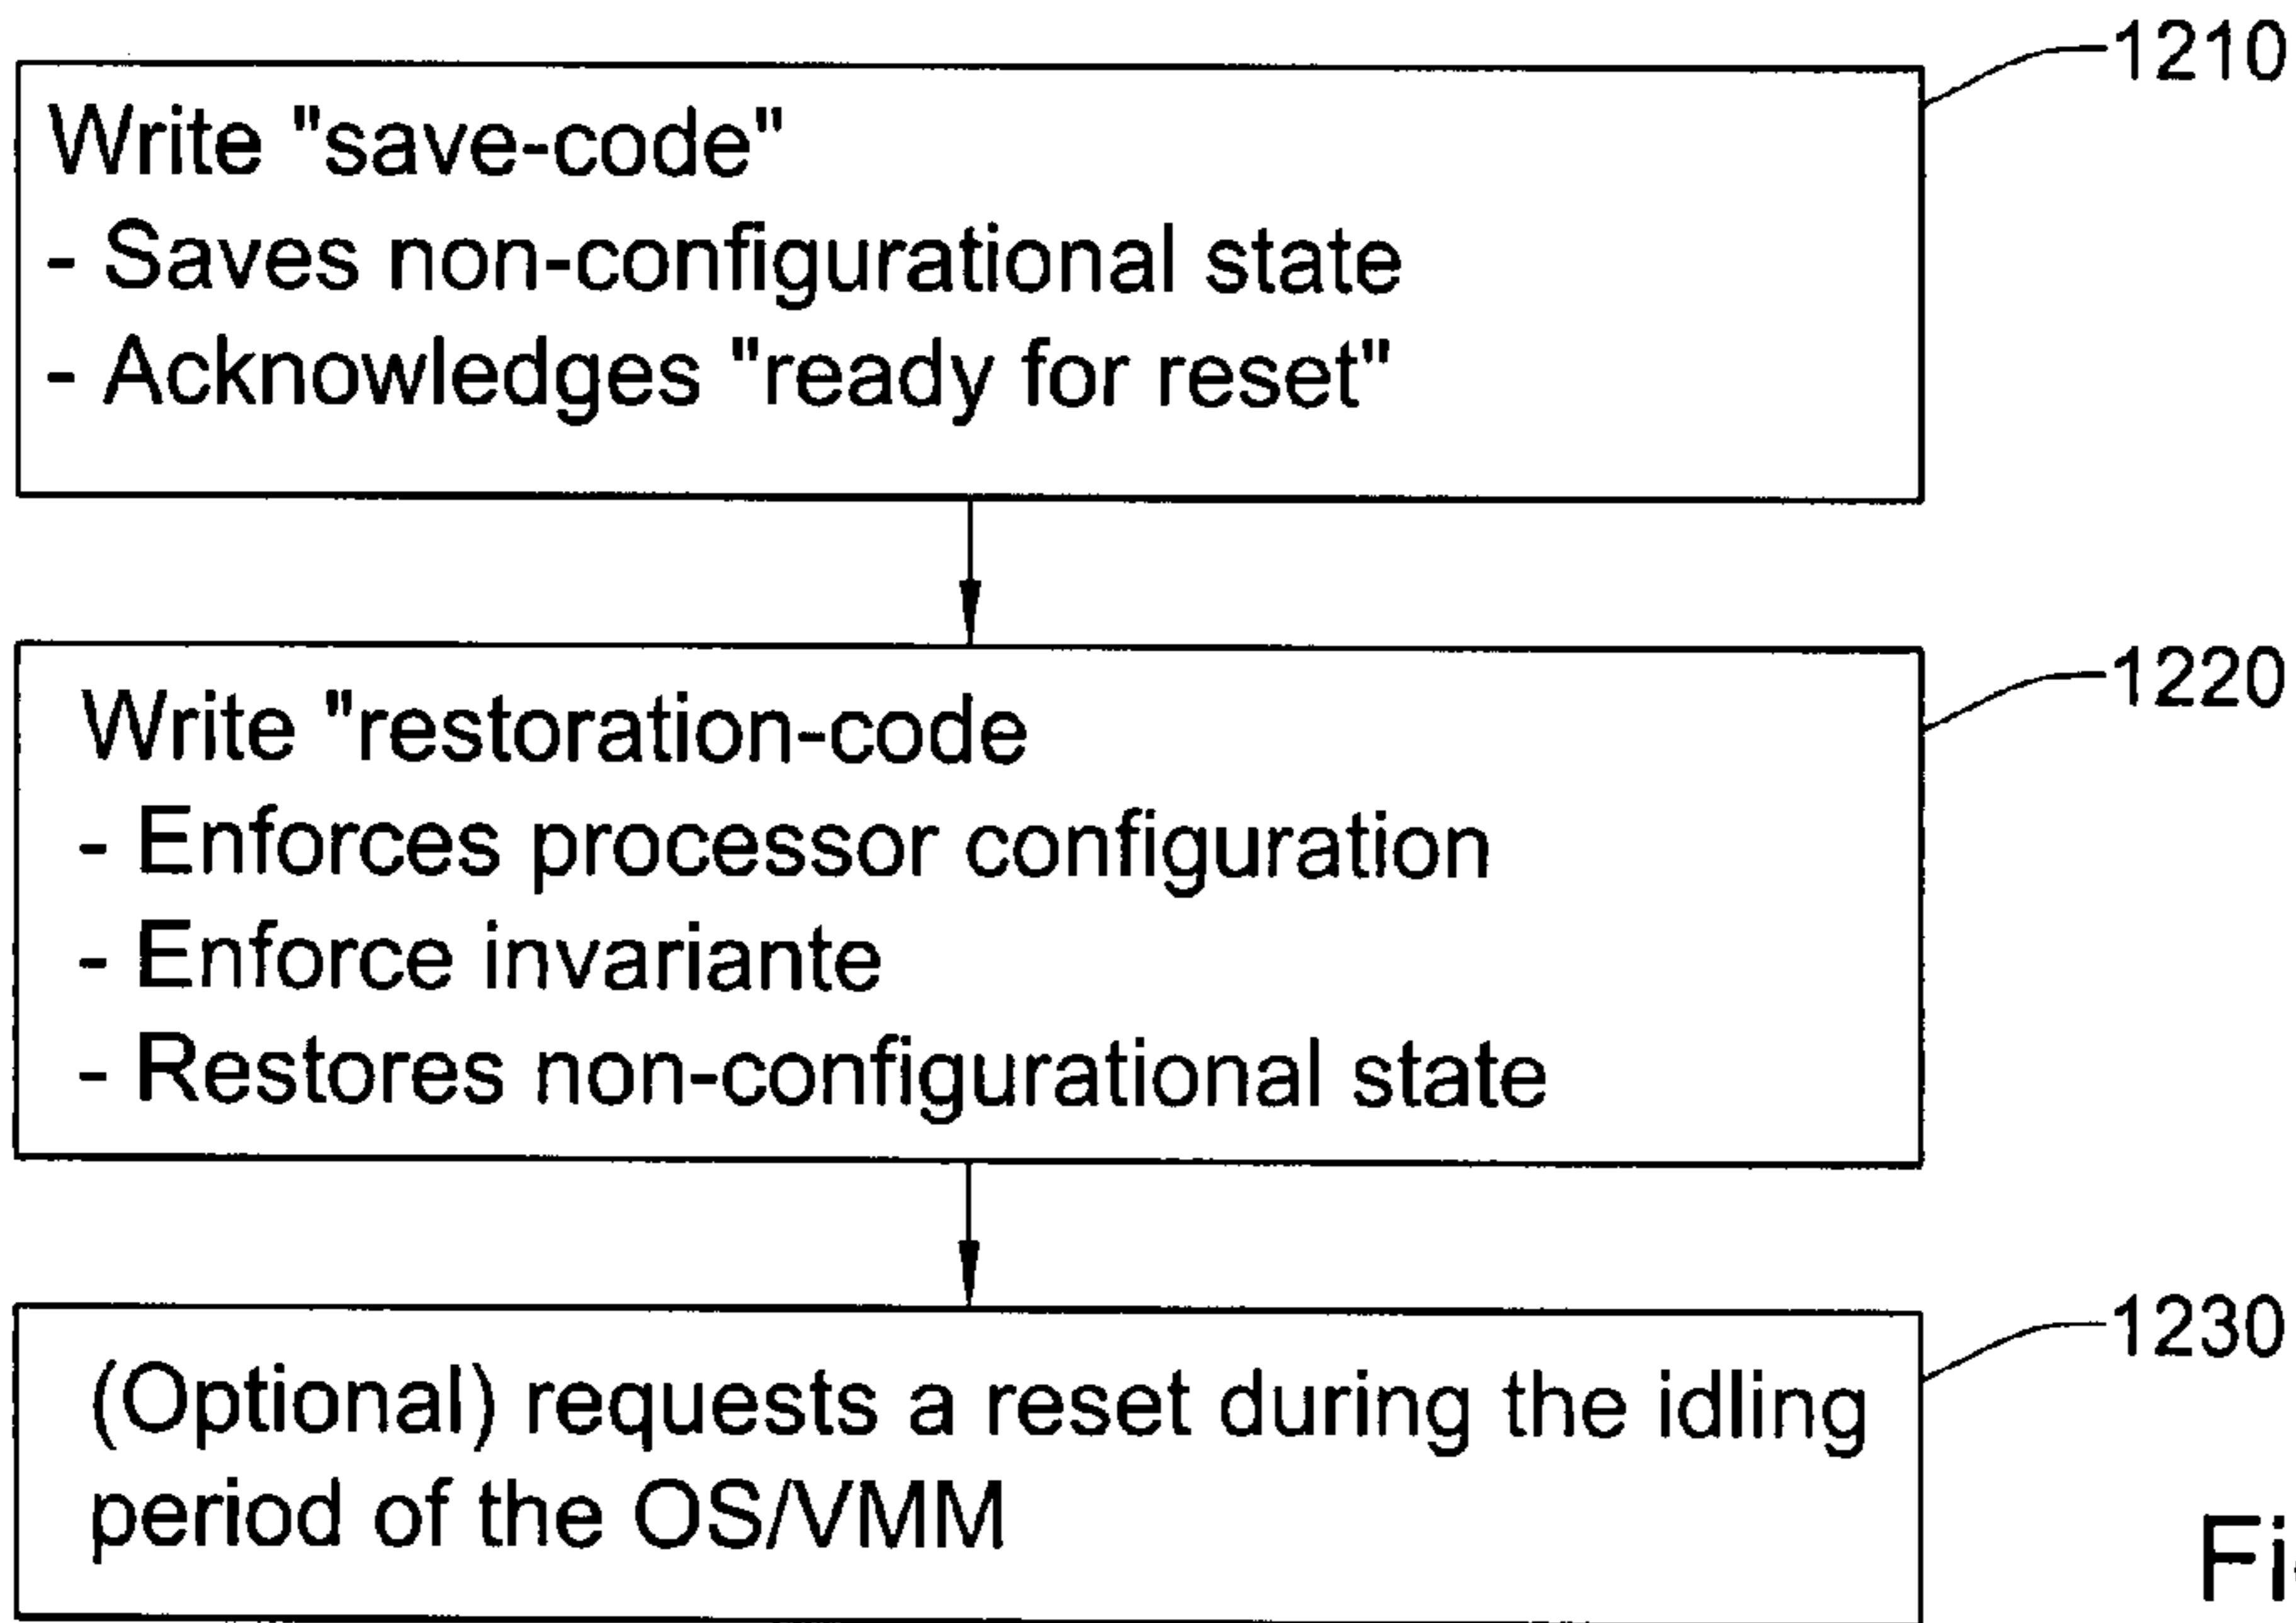 1210
Write "save-code"
- Saves non-configurational state
- Acknowledges "ready for reset"
1220
Write "restoration-code
- Enforces processor configuration
- Enforce invariante
- Restores non-configurational state
1230
(Optional) requests a reset during the idling
period of the OS/VMM